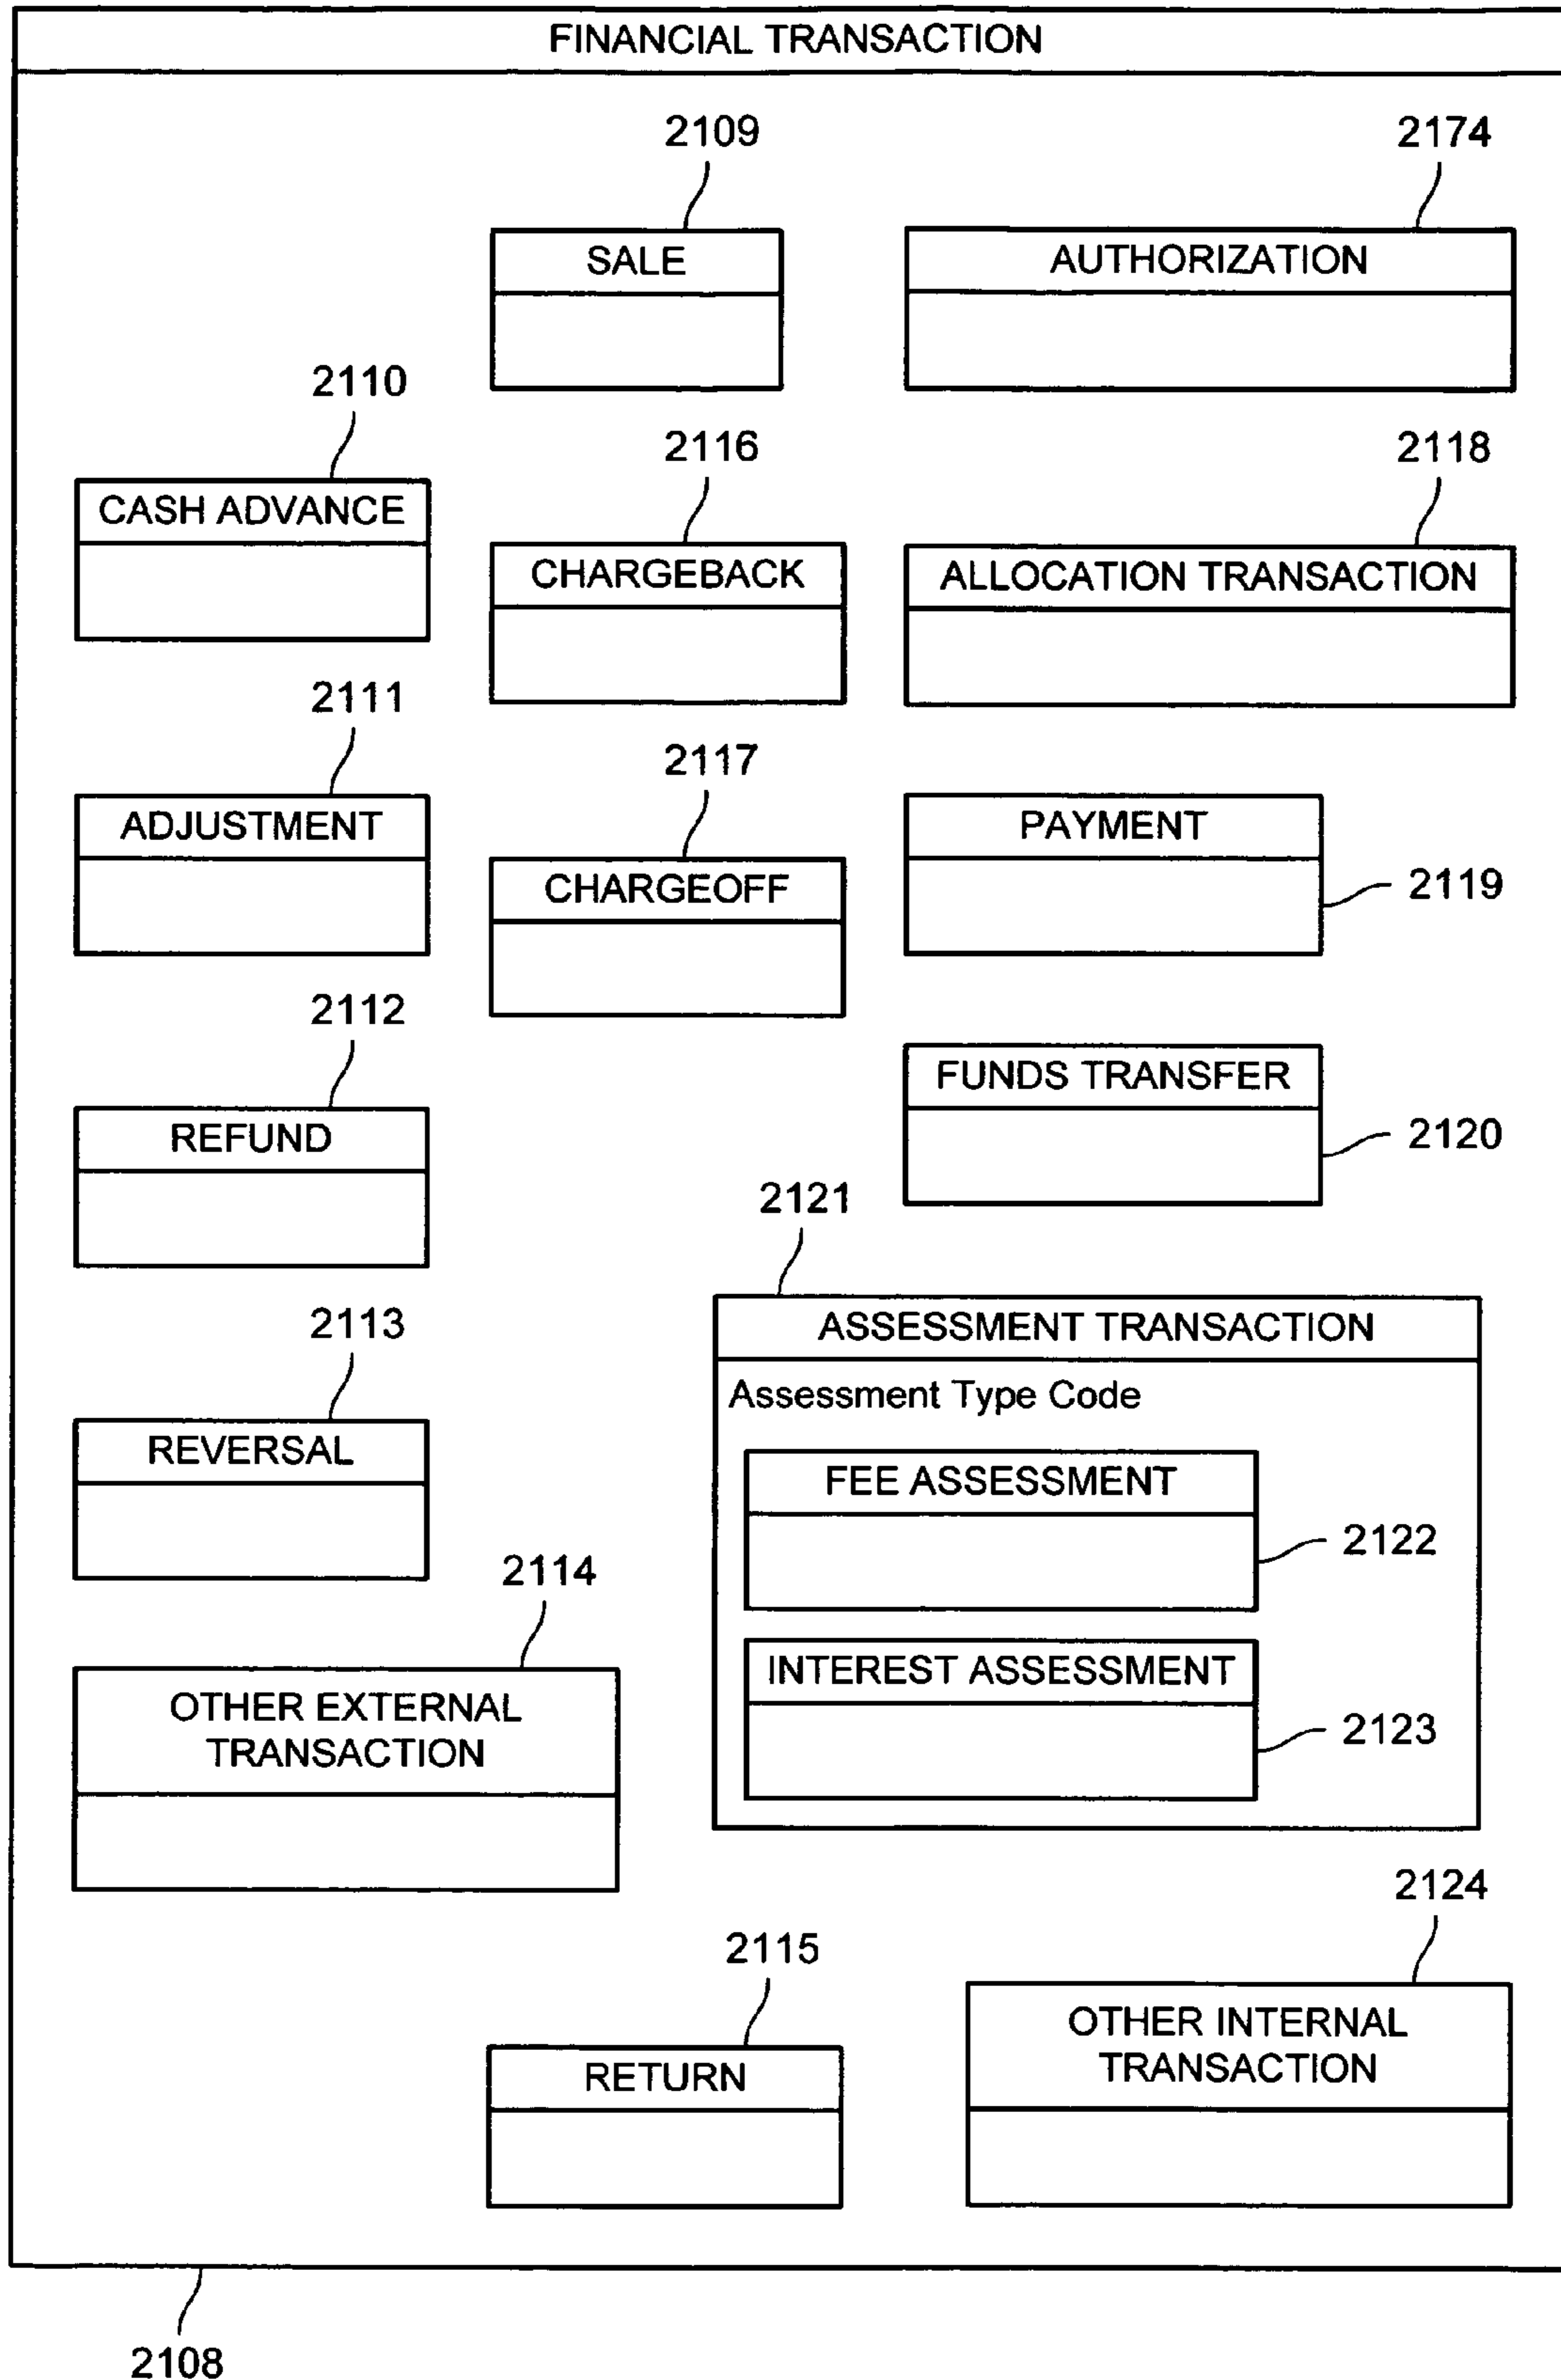 FINANCIAL TRANSACTION
2109
2174
SALE
AUTHORIZATION
2110
2116
2118
CASH ADVANCE
CHARGEBACK
ALLOCATION TRANSACTION
2111
2117
ADJUSTMENT
PAYMENT
CHARGEOFF
2119
2112
FUNDS TRANSFER
REFUND
2120
2121
2113
ASSESSMENT TRANSACTION
Assessment Type Code
REVERSAL
FEE ASSESSMENT
2122
2114
INTEREST ASSESSMENT
OTHER EXTERNAL
TRANSACTION
2123
2124
2115
OTHER INTERNAL
TRANSACTION
RETURN
2108